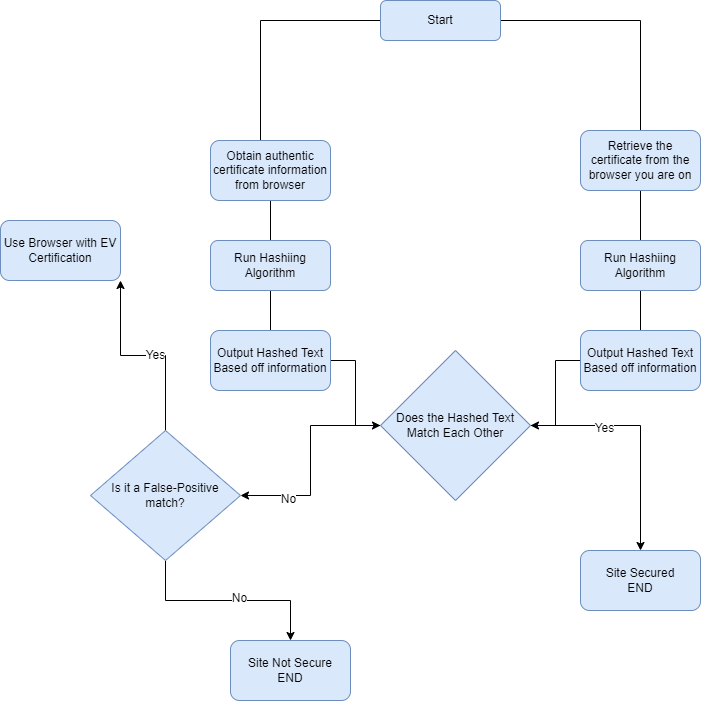 Start
Obtain authentic
certificate information
from browser
Retrieve the
certificate from the
browser you are on
Use Browser with EV
Certification
Run Hashiing
Algorithm
Run Hashiing
Algorithm
Yes
Output Hashed Text
Based off information
Output Hashed Text
Based off information
Does the Hashed Text
Match Each Other
Yes
Is it a False-Positive
match?
No
Site Secured
END
No
Site Not Secure
END